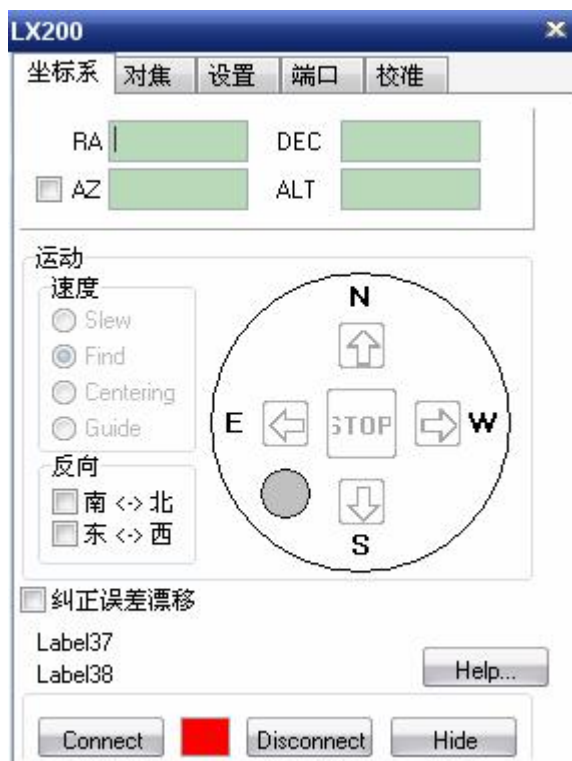 LX200
坐标系 对焦 设置 端口 校准
RA DEC
AZ ALT
运动
速度
Slew
Find
Centering
Guide
反向
南 <-> 北
东 <-> 西
N
E STOP W
S
纠正误差漂移
Label37
Label38
Help...
Connect Disconnect Hide